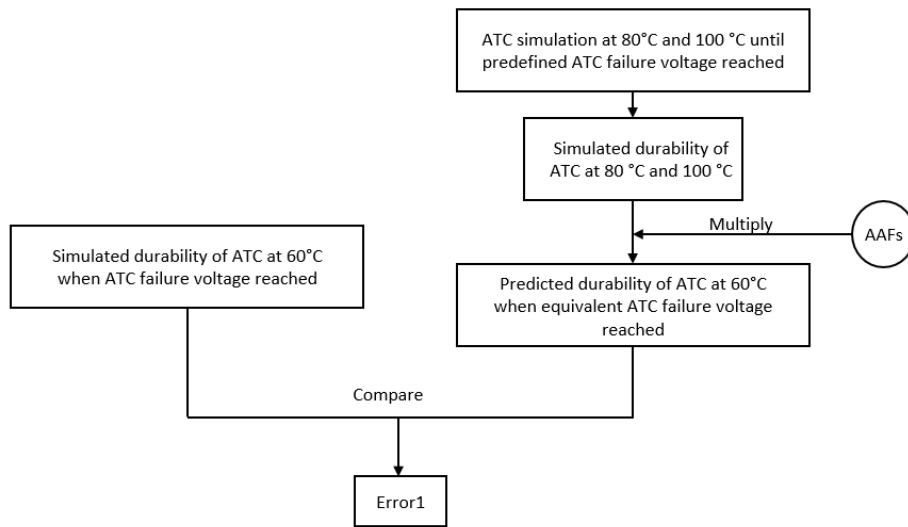 ATC simulation at 80°C and 100 °C until
predefined ATC failure voltage reached
Simulated durability of
ATC at 80 °C and 100 °C
Multiply
AAFs
Simulated durability of ATC at 60°C
when ATC failure voltage reached
Predicted durability of ATC at 60°C
when equivalent ATC failure voltage
reached
Compare
Error1